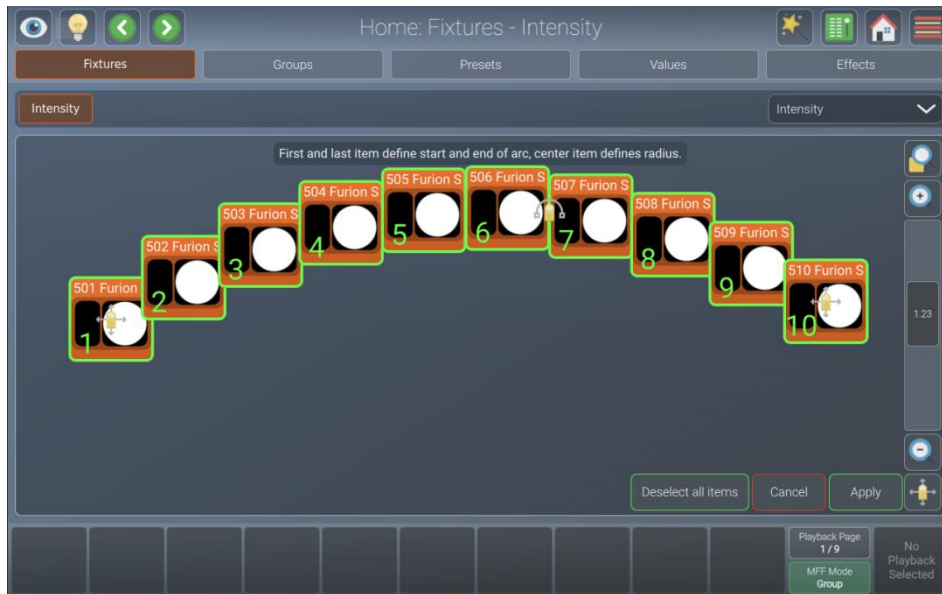 Home: Fixtures - Intensity
Fixtures
Groups
Presets
Values
Effects
Intensity
Intensity
First and last item define start and end of arc, center item defines radius.
501 Furion
1
502 Furion S
2
503 Furion S
3
504 Furion S
4
505 Furion S
5
506 Furion S
6
507 Furion S
7
508 Furion S
8
509 Furion S
9
510 Furion S
10
1.23
Deselect all items
Cancel
Apply
Playback Page
1 / 9
MFF Mode
Group
No
Playback
Selected